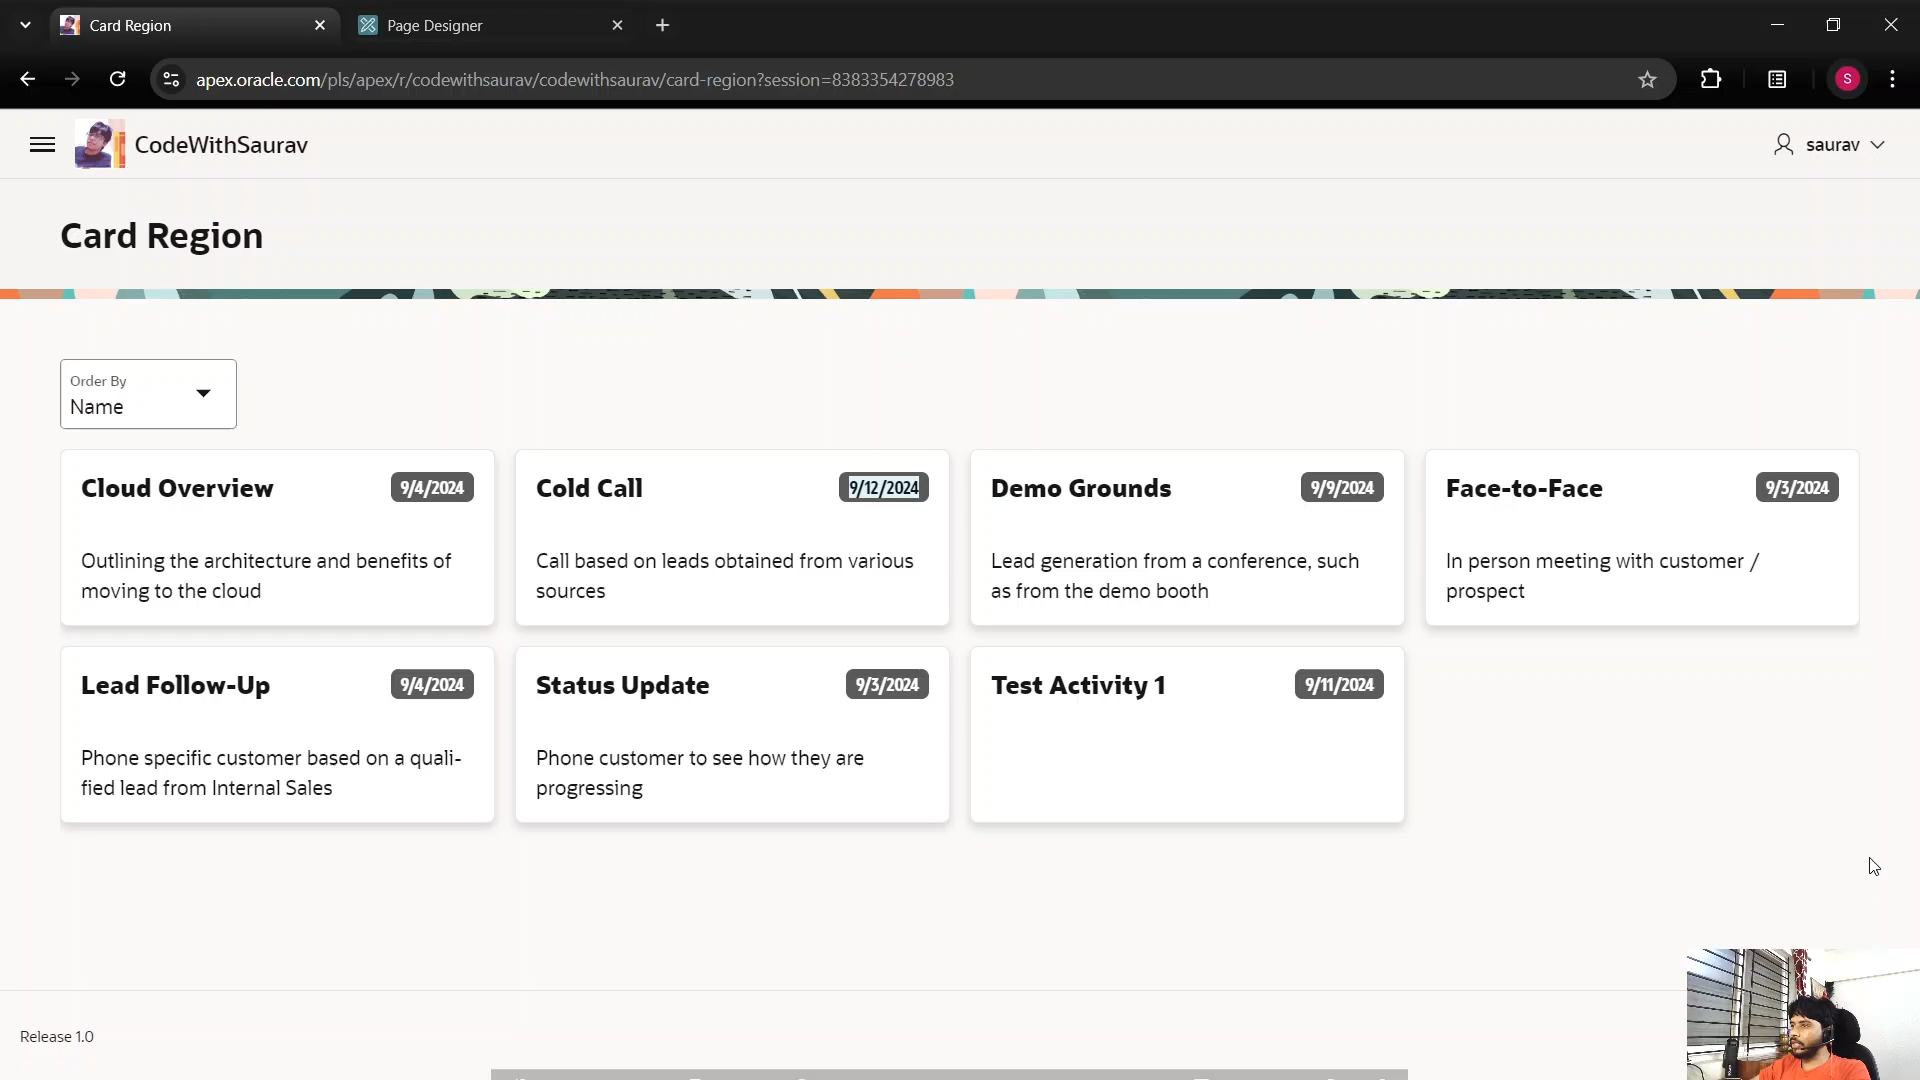 Card Region
Page Designer
apex.oracle.com/pls/apex/r/codewithsaurav/codewithsaurav/card-region?session=8383354278983
S
CodeWithSaurav
saurav
Card Region
Order By
Name
Cloud Overview
9/4/2024
Outlining the architecture and benefits of
moving to the cloud
Cold Call
9/12/2024
Call based on leads obtained from various
sources
Demo Grounds
9/9/2024
Lead generation from a conference, such
as from the demo booth
Face-to-Face
9/3/2024
In person meeting with customer /
prospect
Lead Follow-Up
9/4/2024
Phone specific customer based on a quali-
fied lead from Internal Sales
Status Update
9/3/2024
Phone customer to see how they are
progressing
Test Activity 1
9/11/2024
Release 1.0